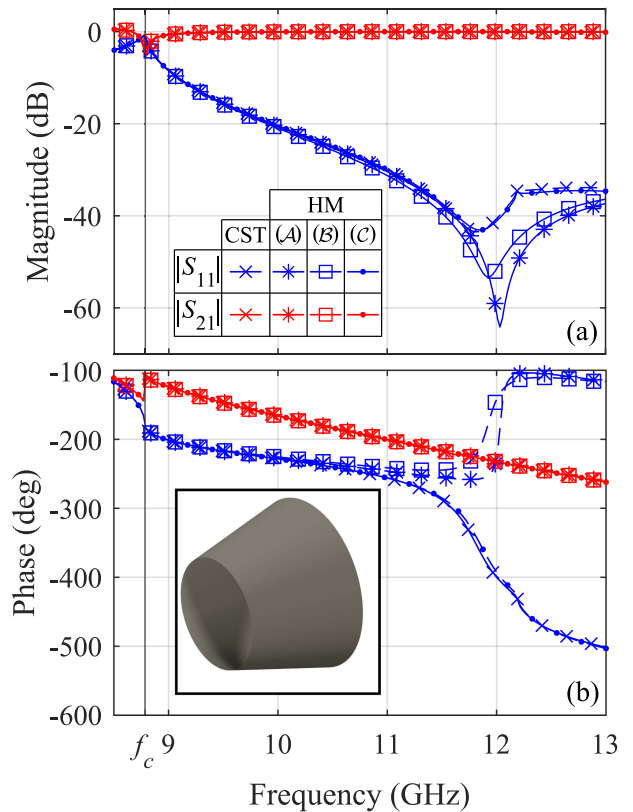 0
-20
-40
-60
Magnitude (dB)
HM
CST (𝒜) (ℬ) (𝒞)
|S11|
|S21|
(a)
-100
-200
-300
-400
-500
-600
Phase (deg)
(b)
fc 9 10 11 12 13
Frequency (GHz)